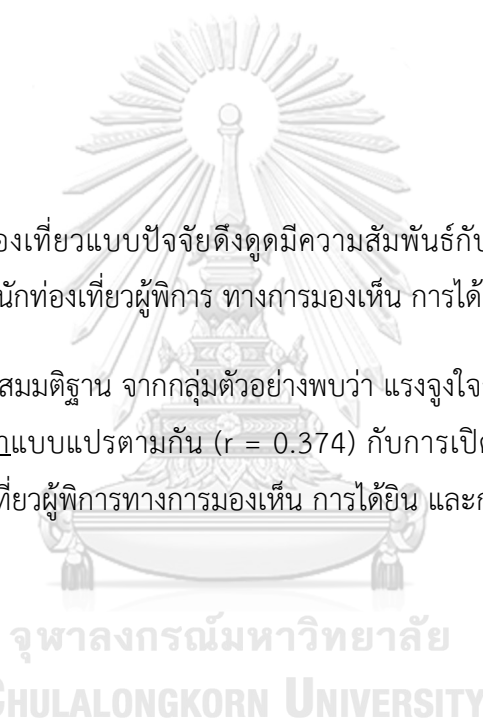 องเที่ยวแบบปัจจัยดึงดูดมีความสัมพันธ์กับ
นักท่องเที่ยวผู้พิการ ทางการมองเห็น การได้
สมมติฐาน จากกลุ่มตัวอย่างพบว่า แรงจูงใจ
าแบบแปรตามกัน (r = 0.374) กับการเปิด
ที่ยวผู้พิการทางการมองเห็น การได้ยิน และ
จุฬาลงกรณ์มหาวิทยาลัย
CHULALONGKORN UNIVERSITY